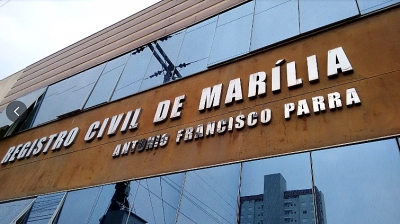 REGISTRO CIVIL DE MARÍLIA
ANTONIO FRANCISCO PARRA